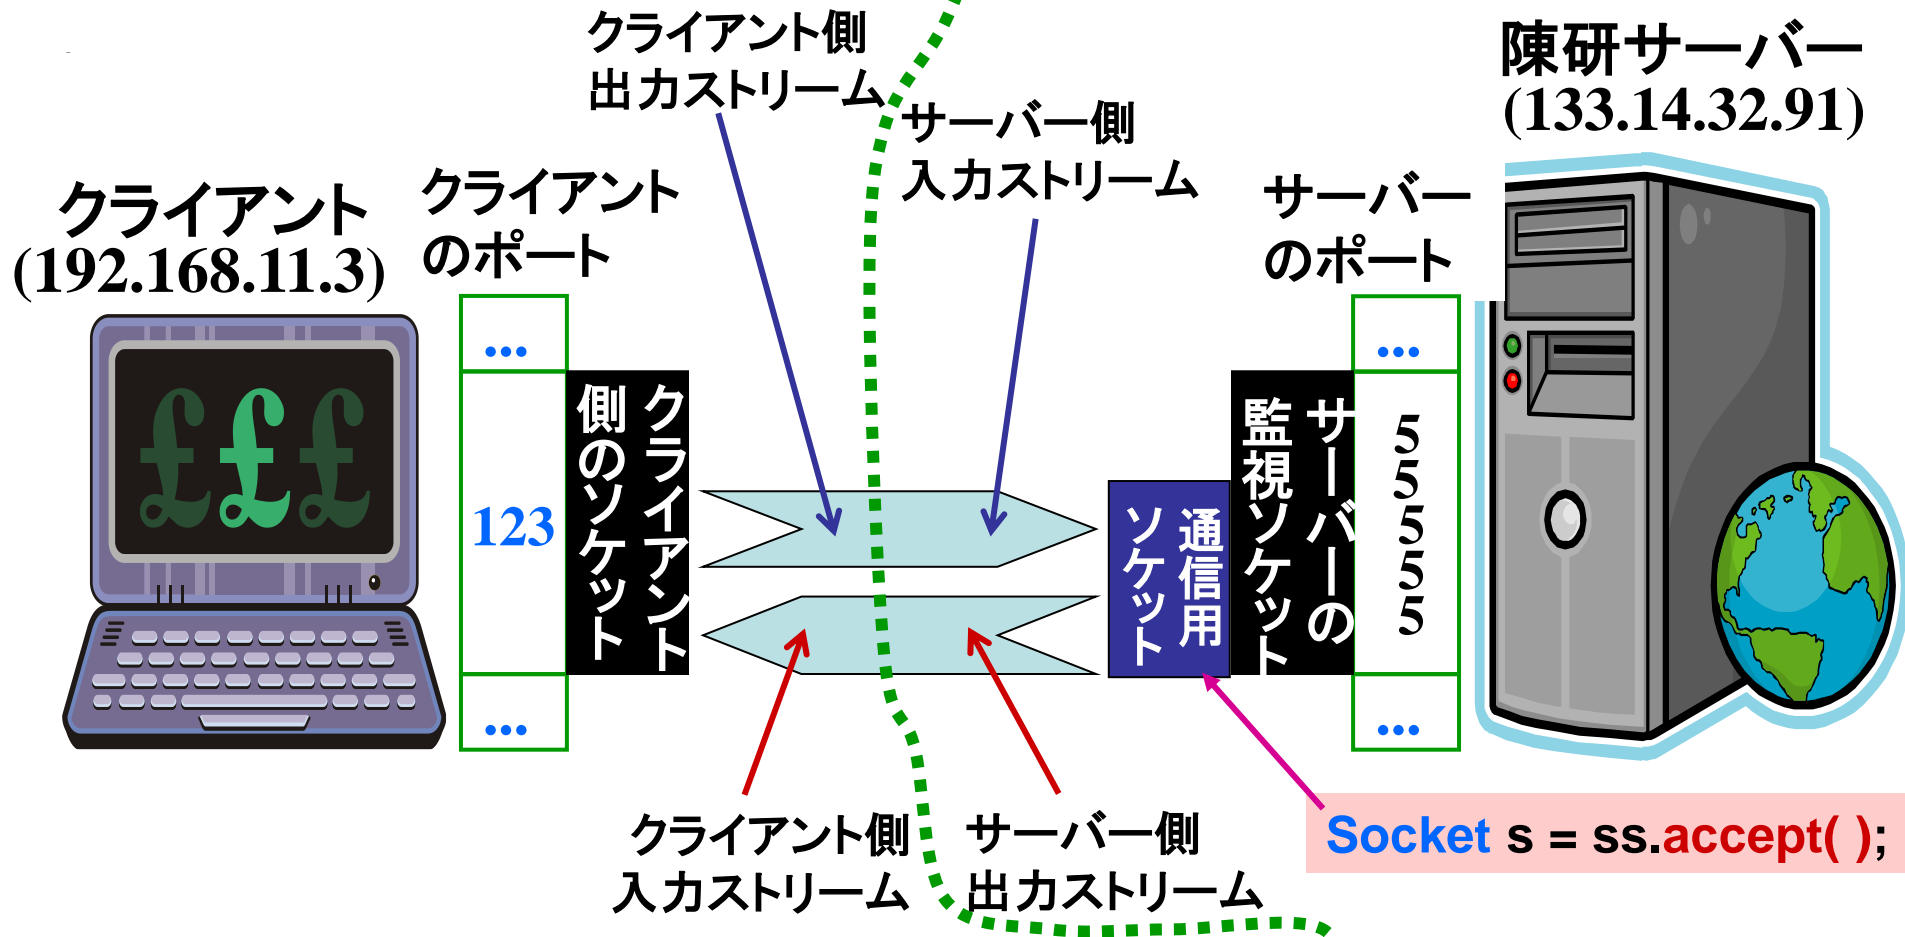 クライアント側
出力ストリーム
サーバー側
入力ストリーム
陳研サーバー
(133.14.32.91)
クライアント
(192.168.11.3)
クライアント
のポート
サーバー
のポート
...
123
...
クライアント
側のソケット
通信用
ソケット
サーバーの
監視ソケット
...
55555
...
£££
クライアント側
入力ストリーム
サーバー側
出力ストリーム
Socket s = ss.accept( );